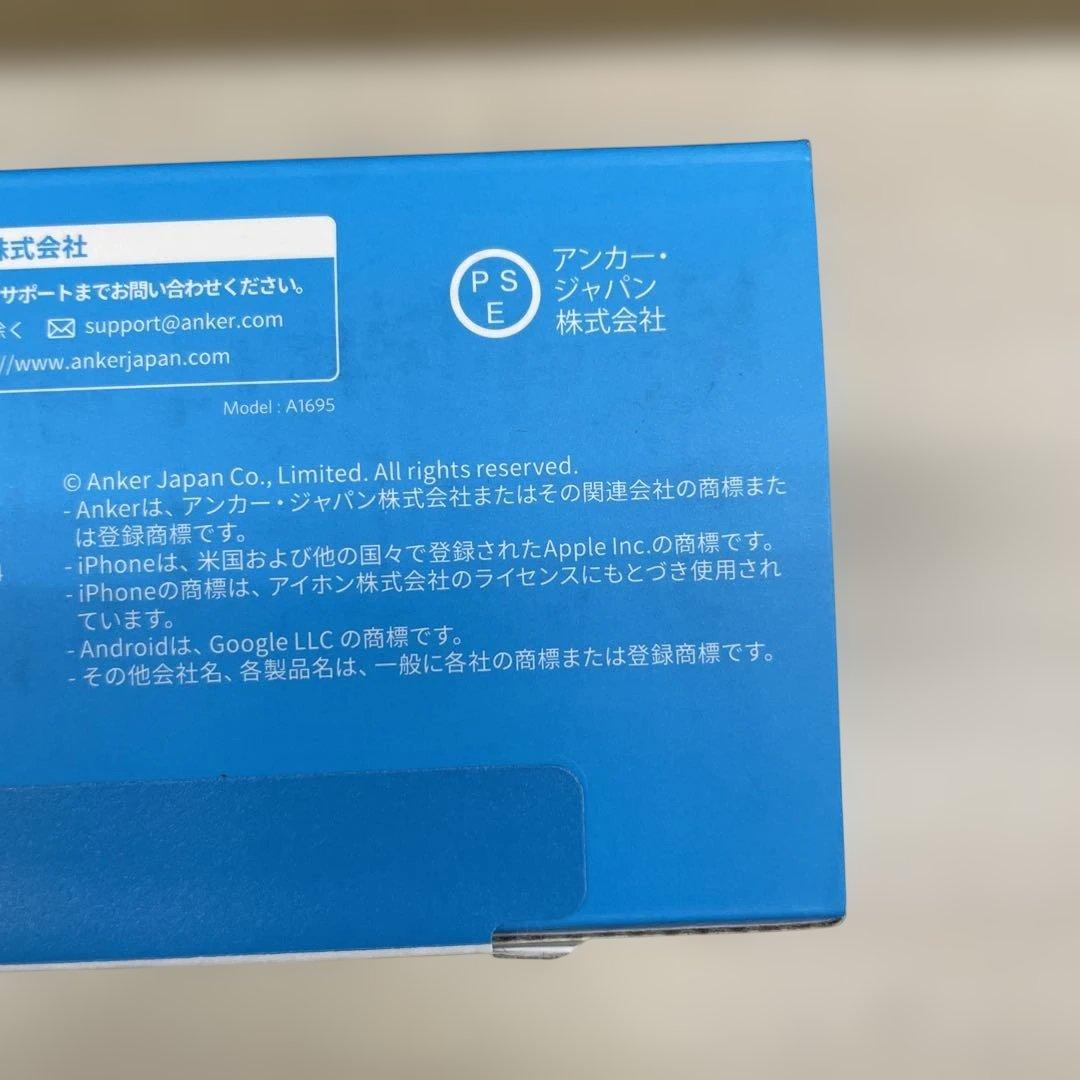 株式会社
サポートまでお問い合わせください。
除く support@anker.com
//www.ankerjapan.com
Model : A1695
P S
E
アンカー・
ジャパン
株式会社
© Anker Japan Co., Limited. All rights reserved.
- Ankerは、アンカー・ジャパン株式会社またはその関連会社の商標また
は登録商標です。
- iPhoneは、米国および他の国々で登録されたApple Inc.の商標です。
- iPhoneの商標は、アイホン株式会社のライセンスにもとづき使用され
ています。
- Androidは、Google LLC の商標です。
- その他会社名、各製品名は、一般に各社の商標または登録商標です。